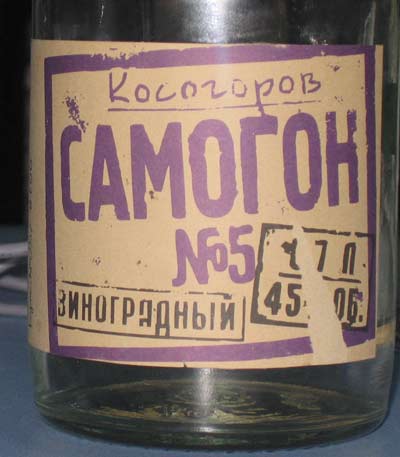 Косогоров
САМОГОН
№5
7 Л
ВИНОГРАДНЫЙ
45 ОБ.